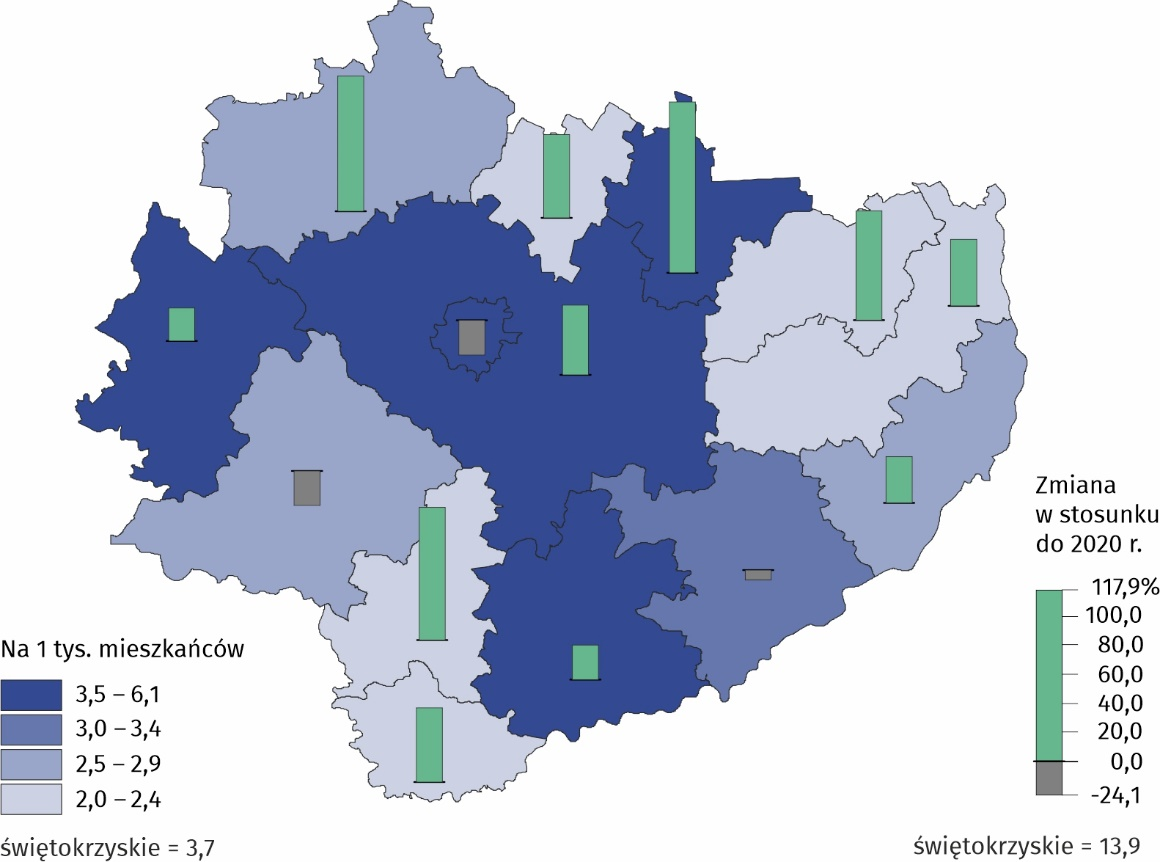 Na 1 tys. mieszkańców
3,5 – 6,1
3,0 – 3,4
2,5 – 2,9
2,0 – 2,4
świętokrzyskie = 3,7
Zmiana
w stosunku
do 2020 r.
117,9%
100,0
80,0
60,0
40,0
20,0
0,0
-24,1
świętokrzyskie = 13,9